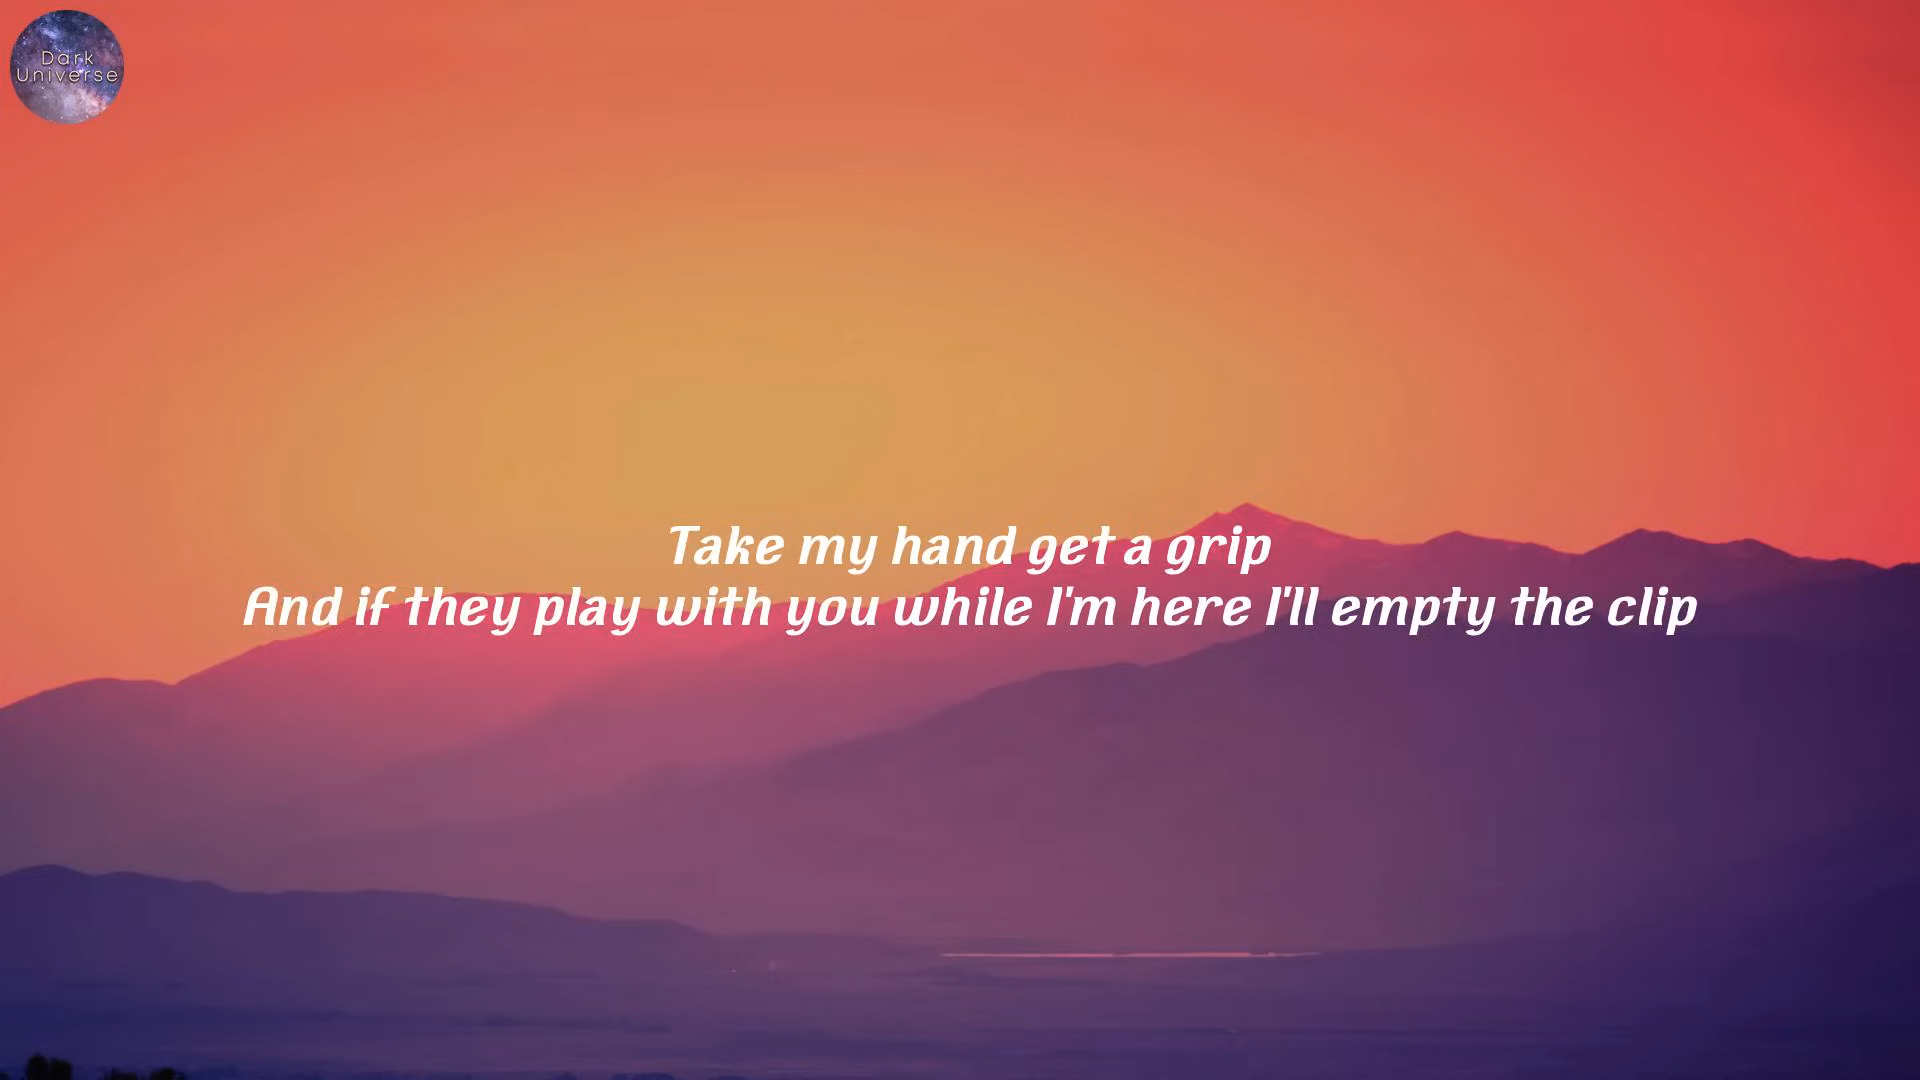 Dark
Universe
Take my hand get a grip
And if they play with you while I'm here I'll empty the clip